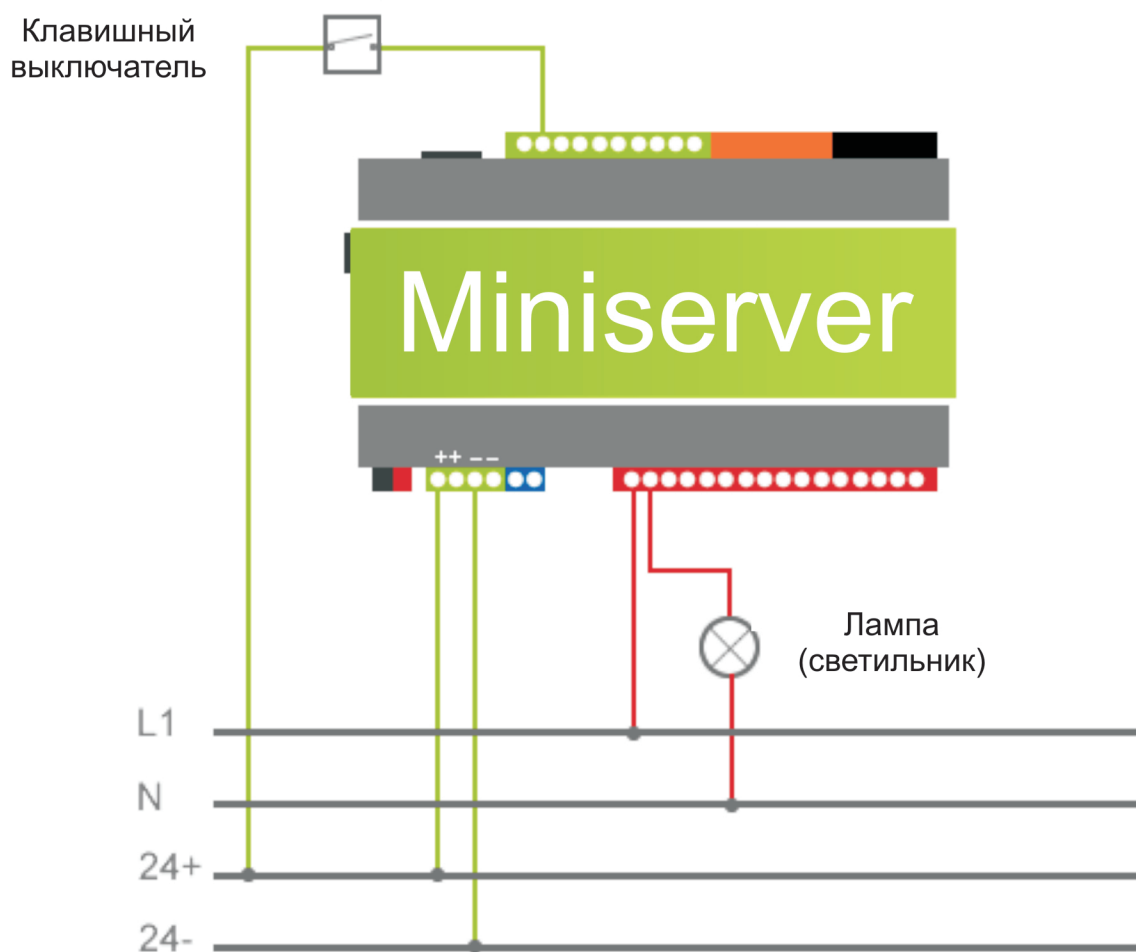 Клавишный
выключатель
Miniserver
++ −−
Лампа
(светильник)
L1
N
24+
24-